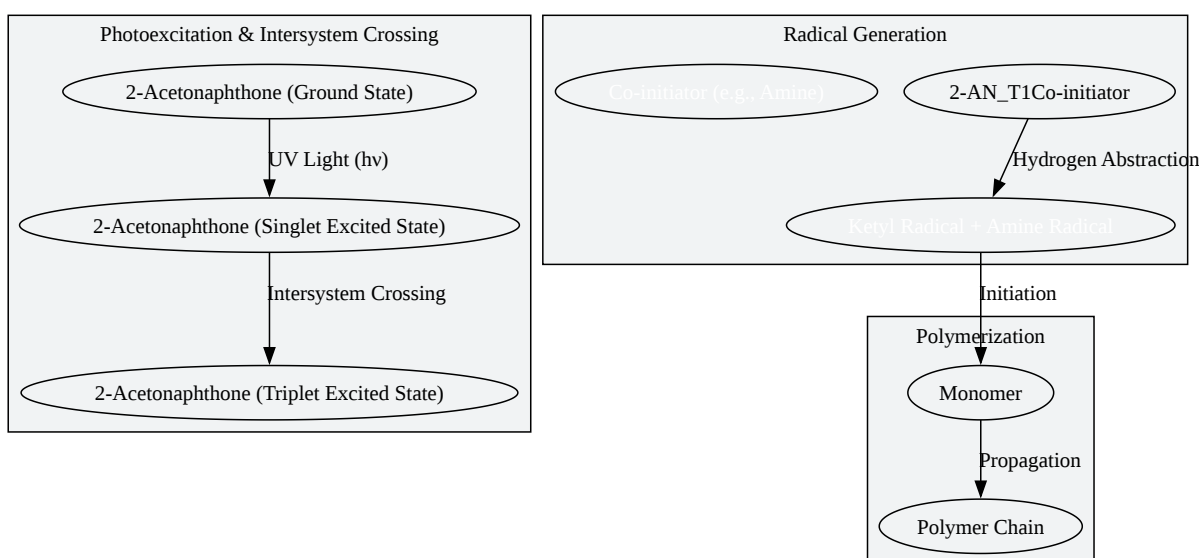 Photoexcitation & Intersystem Crossing
2-Acetonaphthone (Ground State)
UV Light (hν)
2-Acetonaphthone (Singlet Excited State)
Intersystem Crossing
2-Acetonaphthone (Triplet Excited State)
Radical Generation
Co-initiator (e.g., Amine)
2-AN_T1Co-initiator
Hydrogen Abstraction
Ketyl Radical + Amine Radical
Initiation
Polymerization
Monomer
Propagation
Polymer Chain